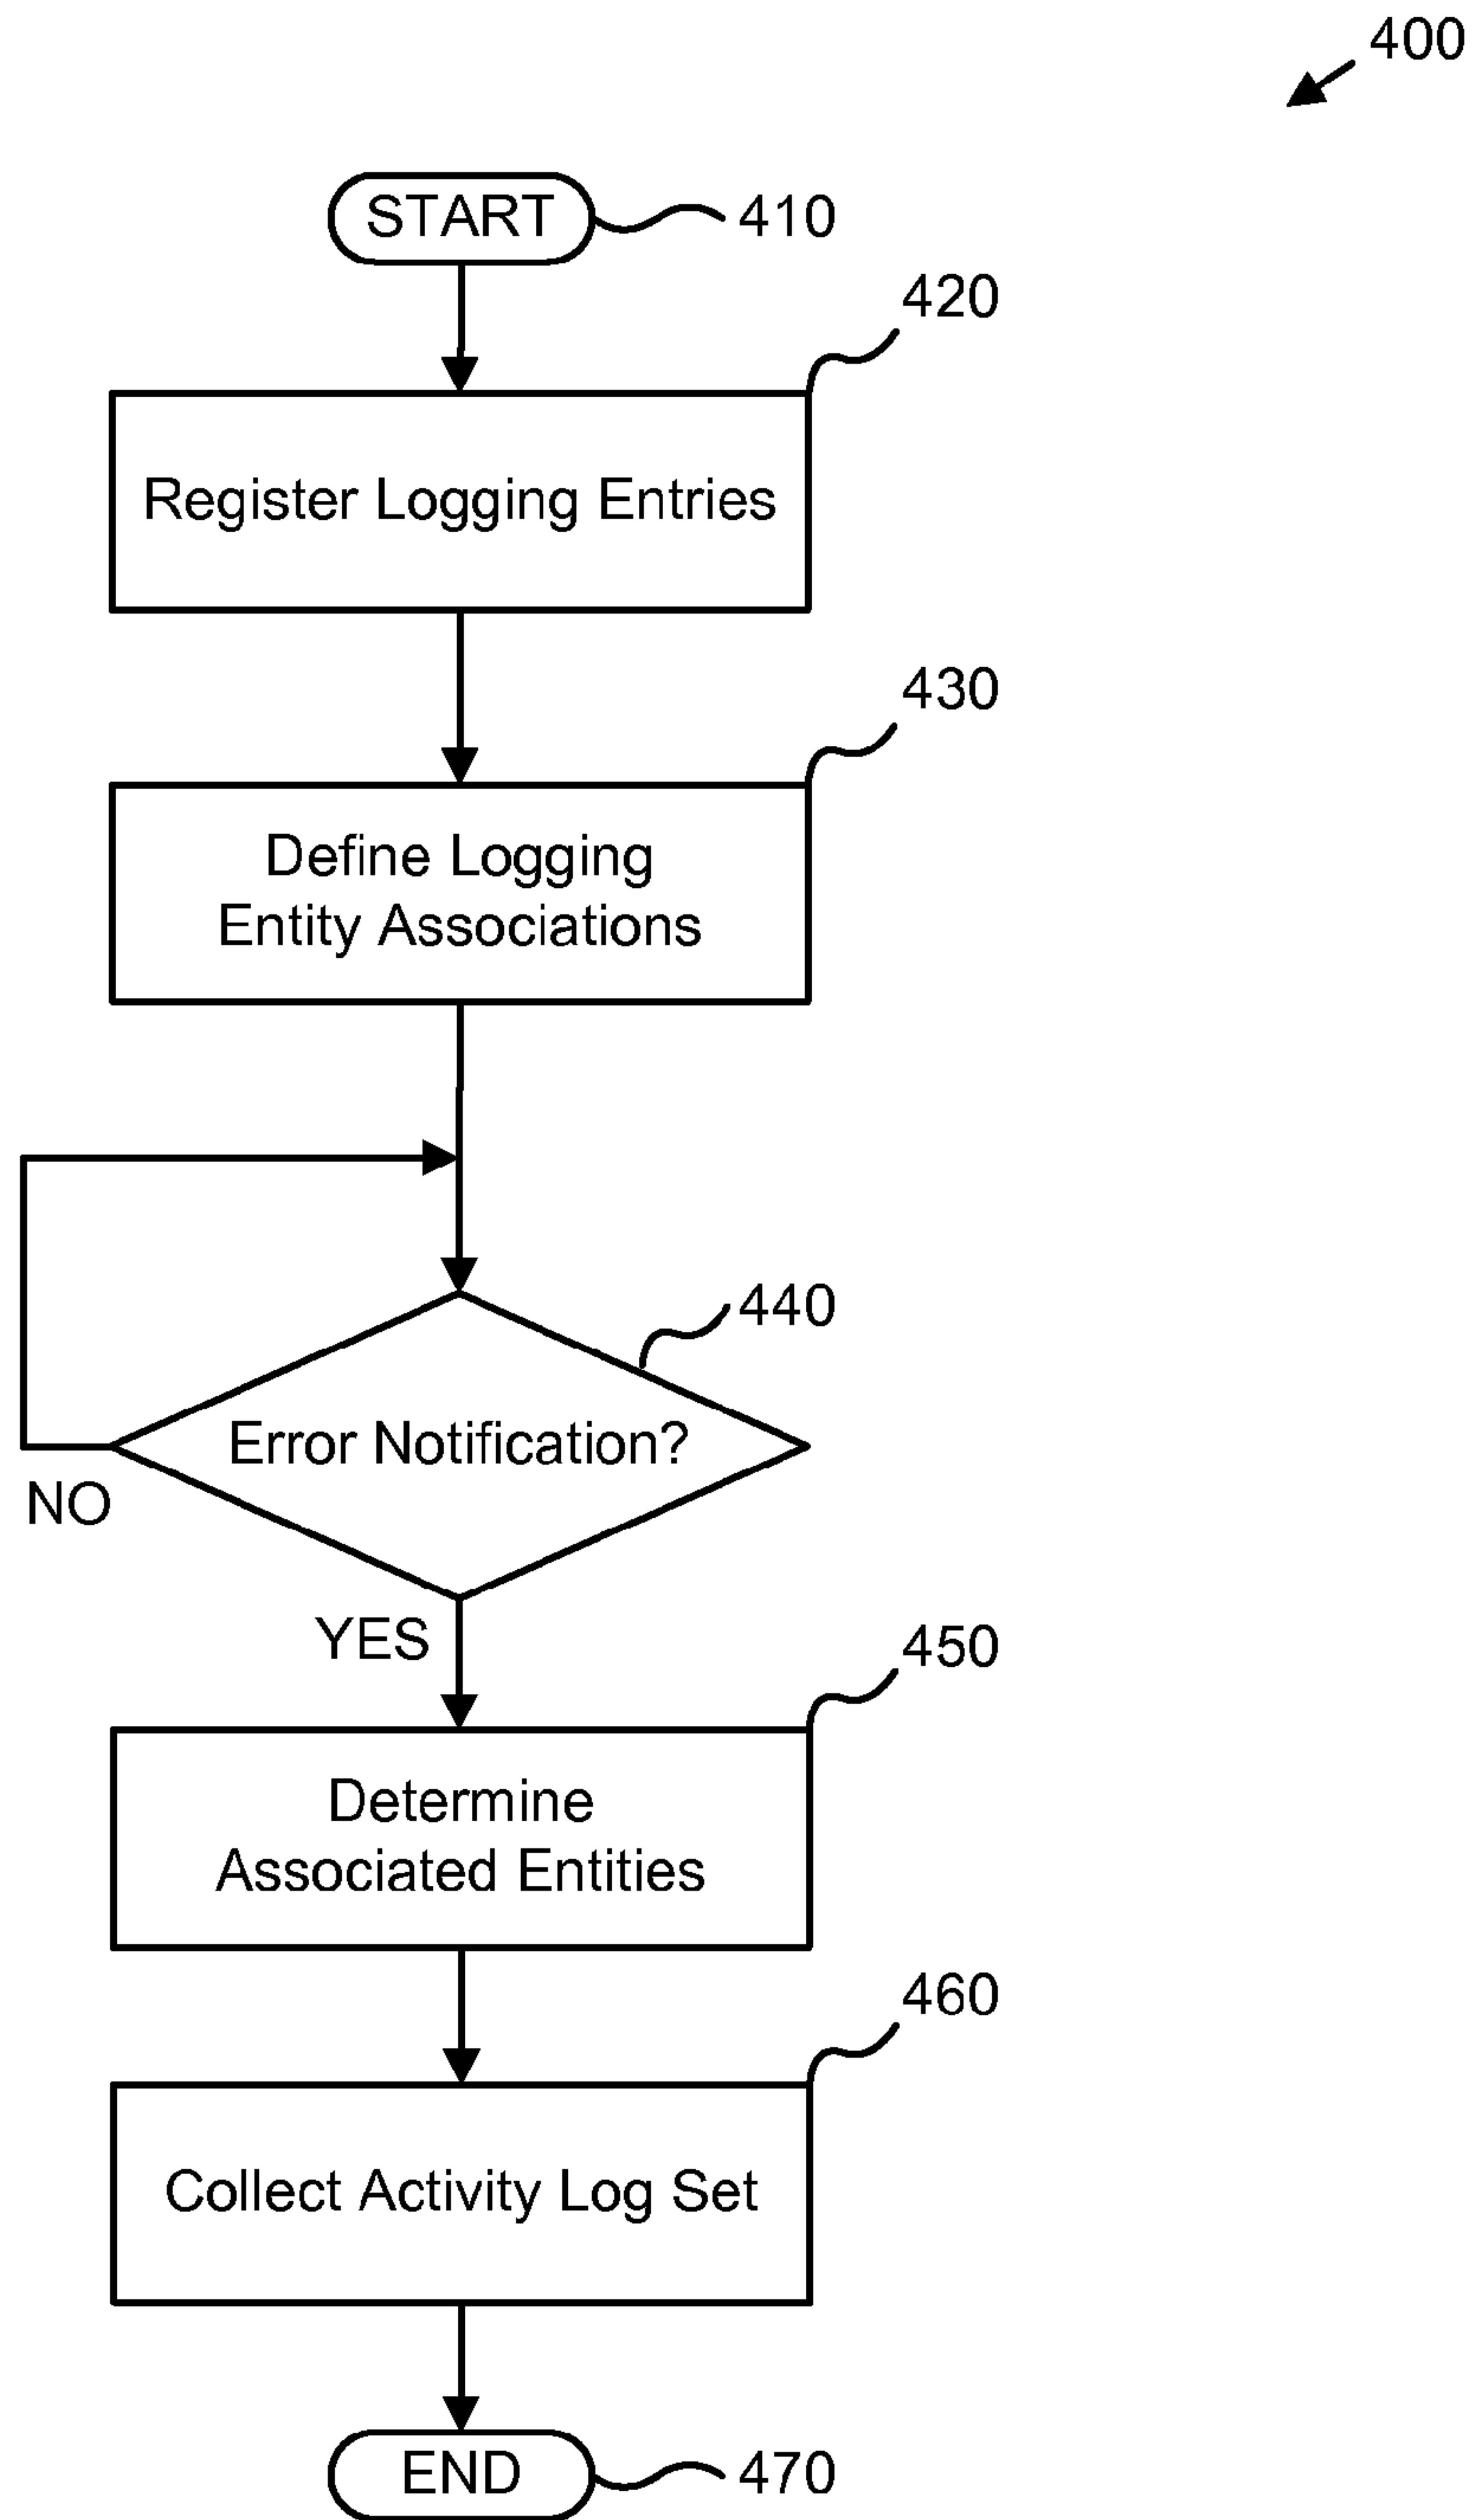 400
START
410
420
Register Logging Entries
430
Define Logging
Entity Associations
440
Error Notification?
NO
YES
450
Determine
Associated Entities
460
Collect Activity Log Set
END
470